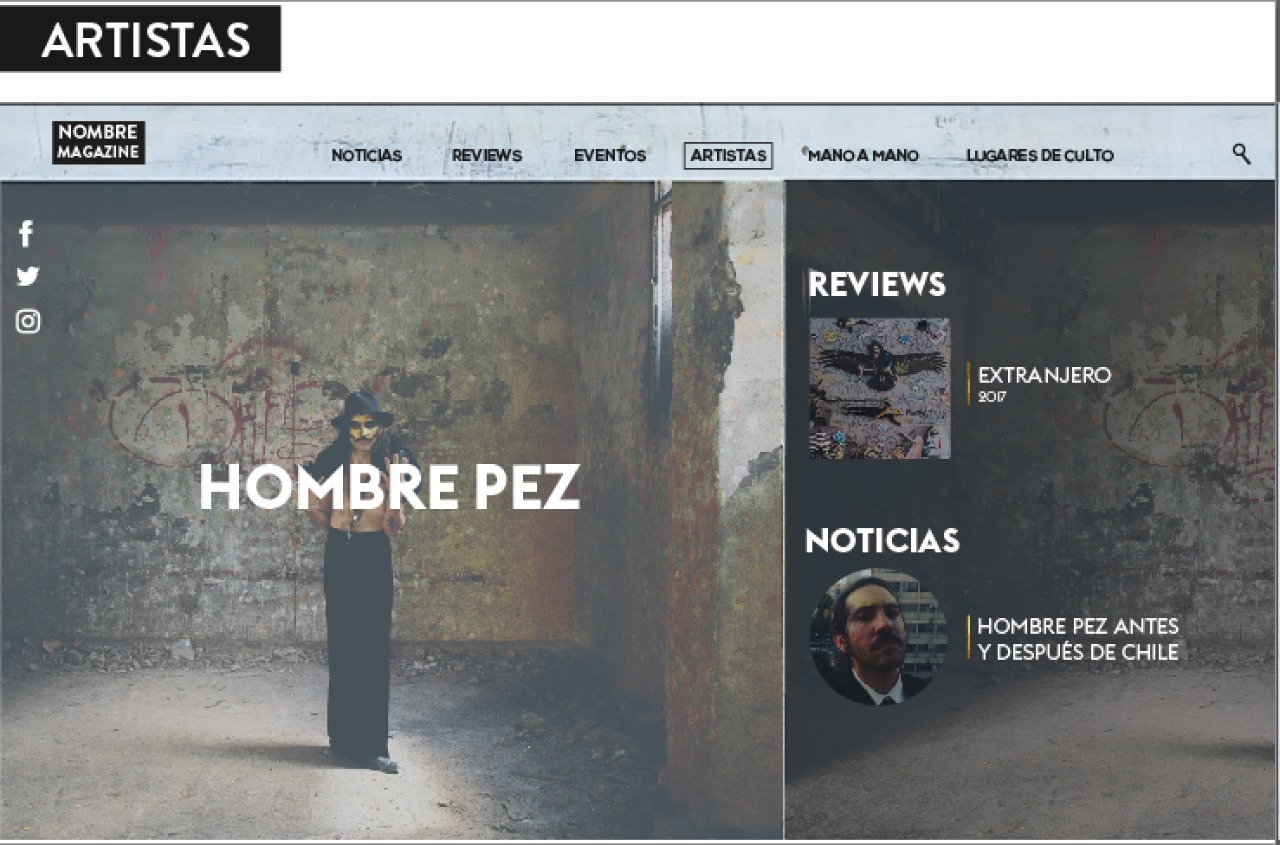 ARTISTAS
NOMBRE
MAGAZINE
NOTICIAS
REVIEWS
EVENTOS
ARTISTAS
MANO A MANO
LUGARES DE CULTO
HOMBRE PEZ
REVIEWS
EXTRANJERO
2017
NOTICIAS
HOMBRE PEZ ANTES
Y DESPUÉS DE CHILE